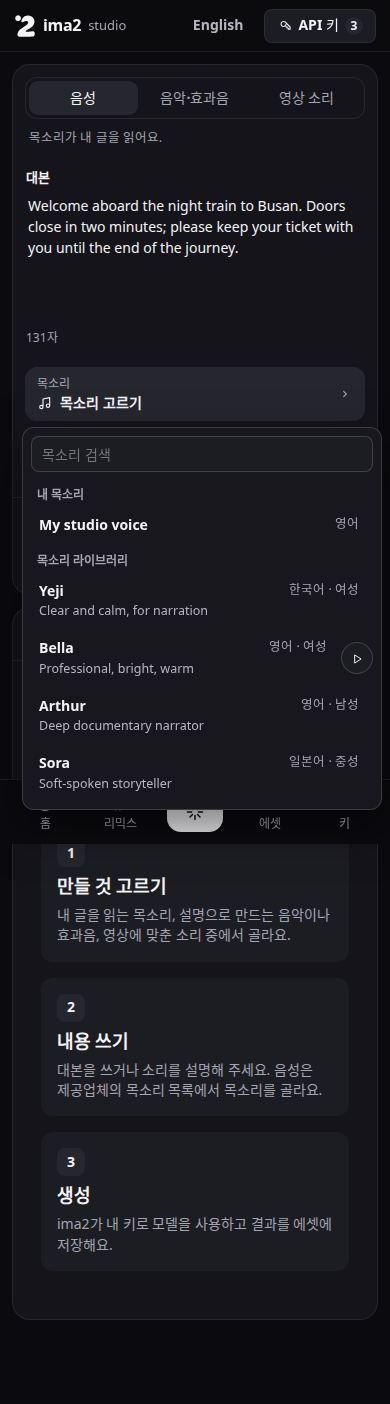 ima2 studio
English
API 키 3
음성
음악·효과음
영상 소리
목소리가 내 글을 읽어요.
대본
Welcome aboard the night train to Busan. Doors
close in two minutes; please keep your ticket with
you until the end of the journey.
131자
목소리
목소리 고르기
목소리 검색
내 목소리
My studio voice 영어
목소리 라이브러리
Yeji 한국어 · 여성
Clear and calm, for narration
Bella 영어 · 여성
Professional, bright, warm
Arthur 영어 · 남성
Deep documentary narrator
Sora 일본어 · 중성
Soft-spoken storyteller
홈
리믹스
에셋
키
1
만들 것 고르기
내 글을 읽는 목소리, 설명으로 만드는 음악이나
효과음, 영상에 맞춘 소리 중에서 골라요.
2
내용 쓰기
대본을 쓰거나 소리를 설명해 주세요. 음성은
제공업체의 목소리 목록에서 목소리를 골라요.
3
생성
ima2가 내 키로 모델을 사용하고 결과를 에셋에
저장해요.